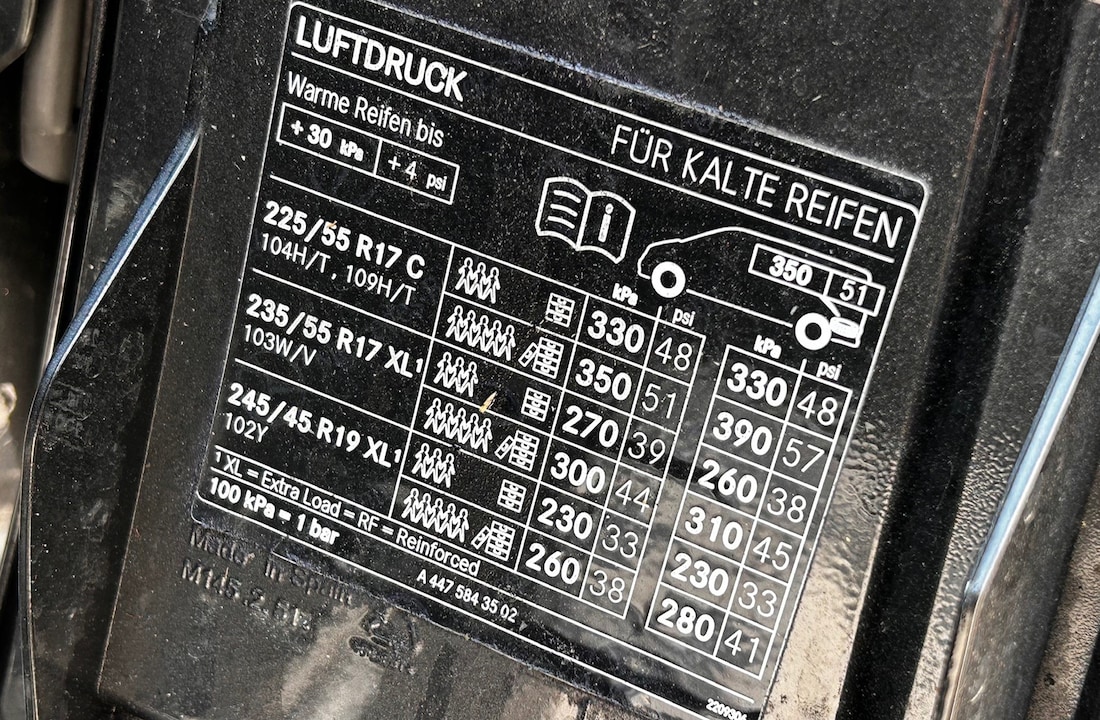 LUFTDRUCK
FÜR KALTE REIFEN
Warme Reifen bis
+ 30 kPa + 4 psi
i
350 51
kPa psi kPa psi
225/55 R17 C
104H/T , 109H/T
330 48 330 48
350 51 390 57
235/55 R17 XL¹
103W/V
270 39 260 38
300 44 310 45
245/45 R19 XL¹
102Y
230 33 230 33
260 38 280 41
¹ XL = Extra Load = RF = Reinforced
100 kPa = 1 bar
A 447 584 35 02
Made in Spain